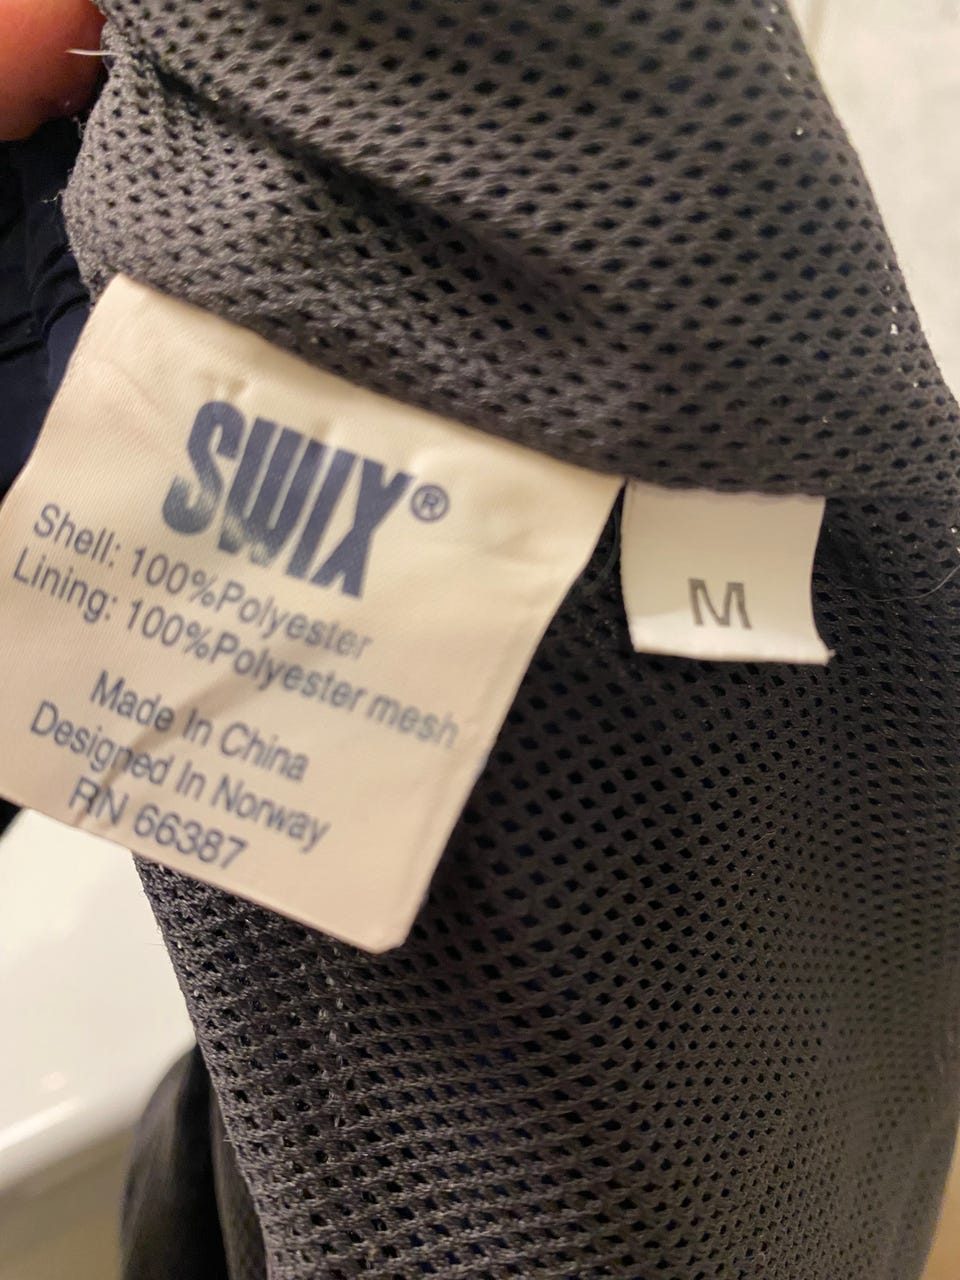 SWIX®
Shell: 100%Polyester
Lining: 100%Polyester mesh
Made In China
Designed In Norway
RN 66387
M